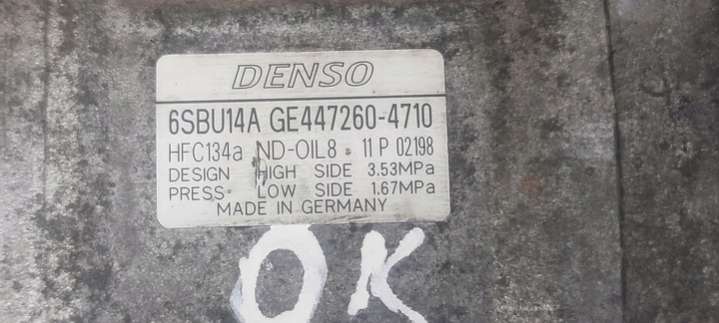 DENSO
6SBU14A GE447260-4710
HFC134a ND-OIL8 · 11 P 02198
DESIGN HIGH SIDE 3.53MPa
PRESS· LOW SIDE 1.67MPa
MADE IN GERMANY
OK